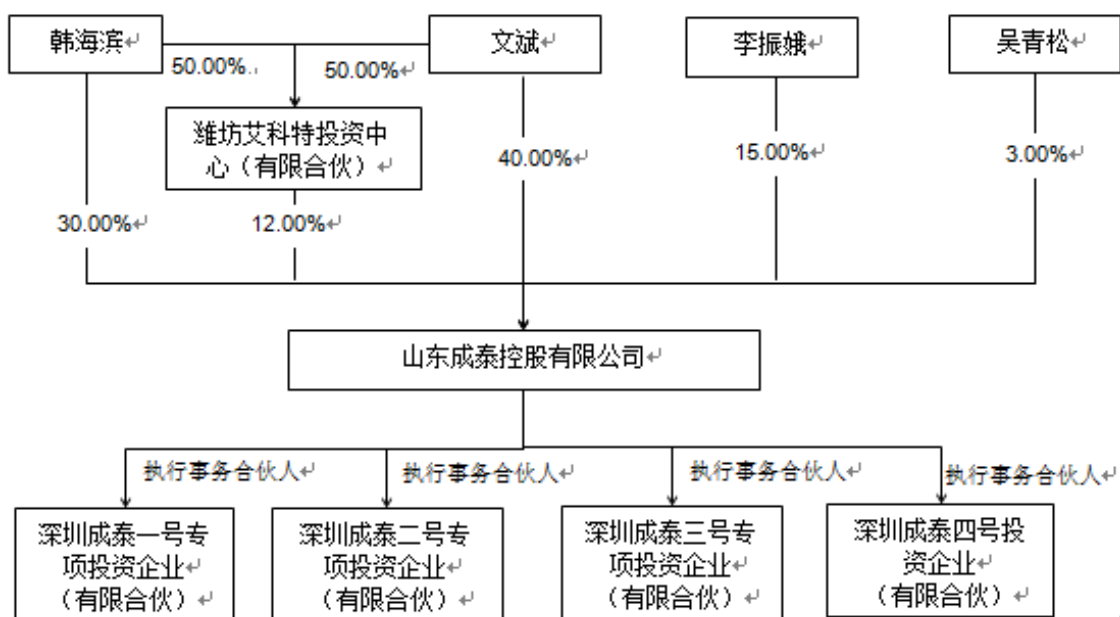 韩海滨
文斌
李振娥
吴青松
50.00%
50.00%
潍坊艾科特投资中
心（有限合伙）
40.00%
15.00%
3.00%
30.00%
12.00%
山东成泰控股有限公司
执行事务合伙人
执行事务合伙人
执行事务合伙人
执行事务合伙人
深圳成泰一号专
项投资企业
（有限合伙）
深圳成泰二号专
项投资企业
（有限合伙）
深圳成泰三号专
项投资企业
（有限合伙）
深圳成泰四号投
资企业
（有限合伙）